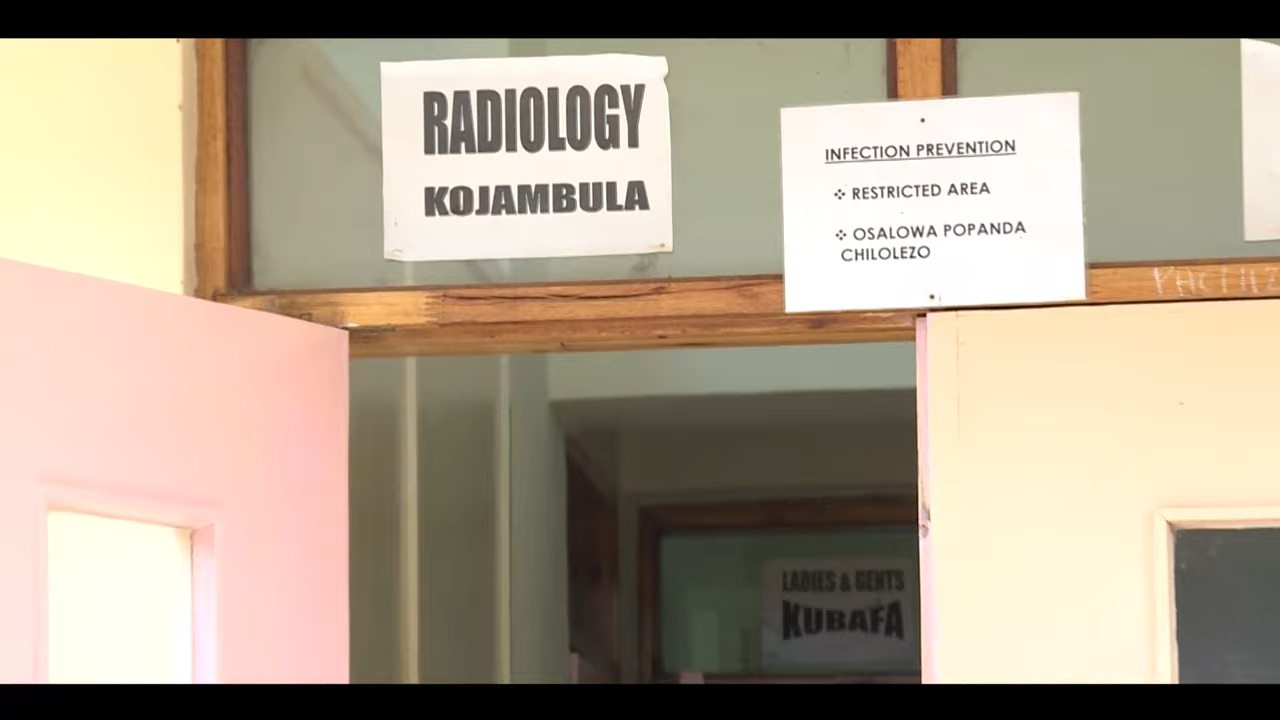 RADIOLOGY
KOJAMBULA
INFECTION PREVENTION
❖ RESTRICTED AREA
❖ OSALOWA POPANDA
CHILOLEZO
LADIES & GENTS
KUBAFA